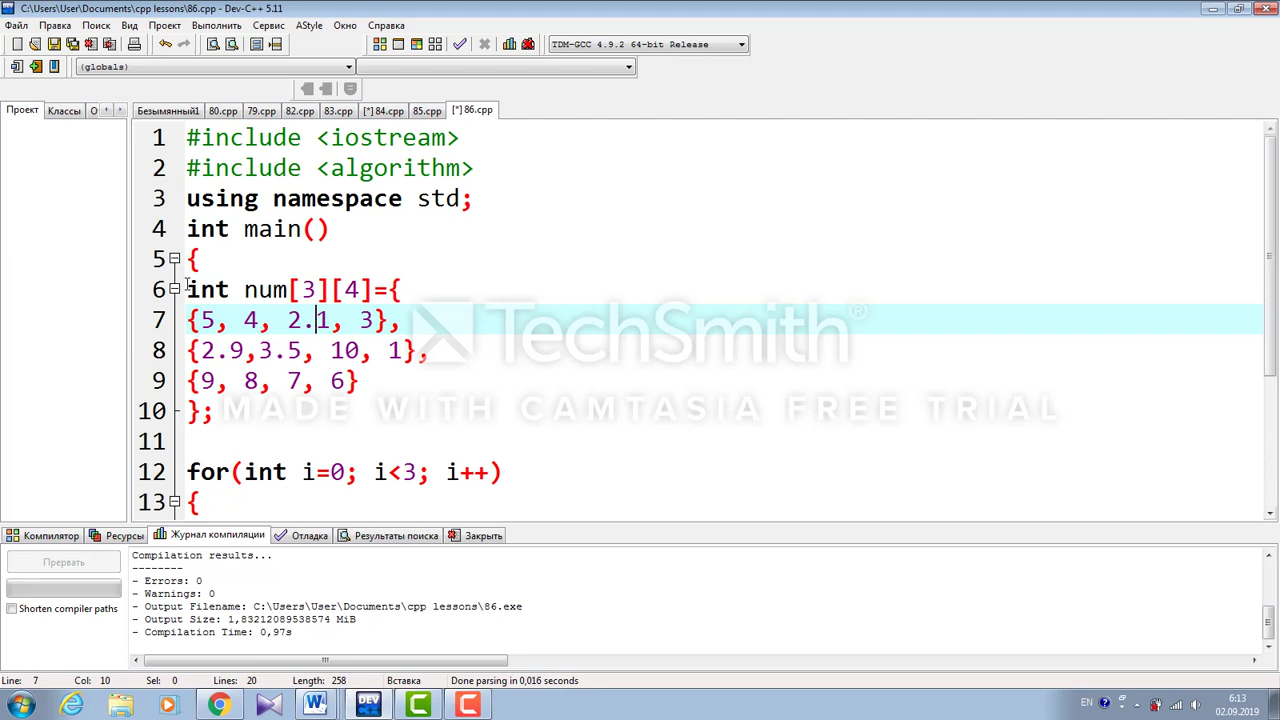 C:\Users\User\Documents\cpp lessons\86.cpp - Dev-C++ 5.11
Файл Правка Поиск Вид Проект Выполнить Сервис AStyle Окно Справка
TDM-GCC 4.9.2 64-bit Release
(globals)
Проект Классы О Безымянный1 80.cpp 79.cpp 82.cpp 83.cpp [*] 84.cpp 85.cpp [*] 86.cpp
1 #include <iostream>
2 #include <algorithm>
3 using namespace std;
4 int main()
5 {
6 int num[3][4]={
7 {5, 4, 2.1, 3},
8 {2.9,3.5, 10, 1},
9 {9, 8, 7, 6}
10 };
11
12 for(int i=0; i<3; i++)
13 {
TechSmith®
MADE WITH CAMTASIA FREE TRIAL
Компилятор Ресурсы Журнал компиляции Отладка Результаты поиска Закрыть
Прервать
Shorten compiler paths
Compilation results...
--------
- Errors: 0
- Warnings: 0
- Output Filename: C:\Users\User\Documents\cpp lessons\86.exe
- Output Size: 1,83212089538574 MiB
- Compilation Time: 0,97s
Line: 7 Col: 10 Sel: 0 Lines: 20 Length: 258 Вставка Done parsing in 0,016 seconds
EN 6:13
02.09.2019